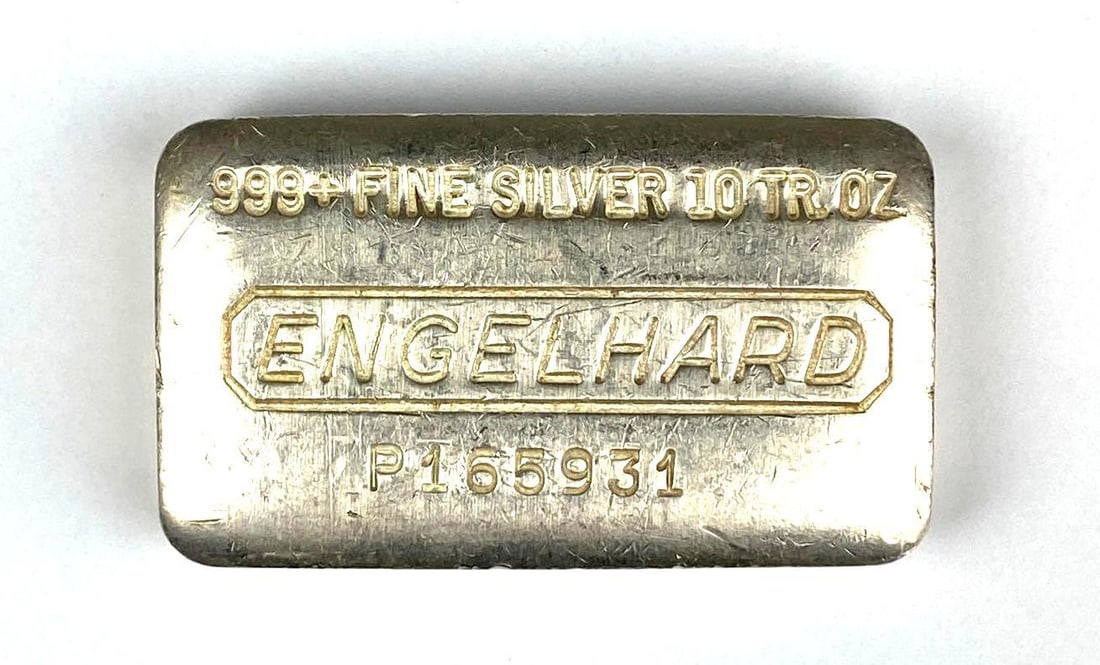 999+ FINE SILVER 10 TR. OZ
ENGELHARD
P165931